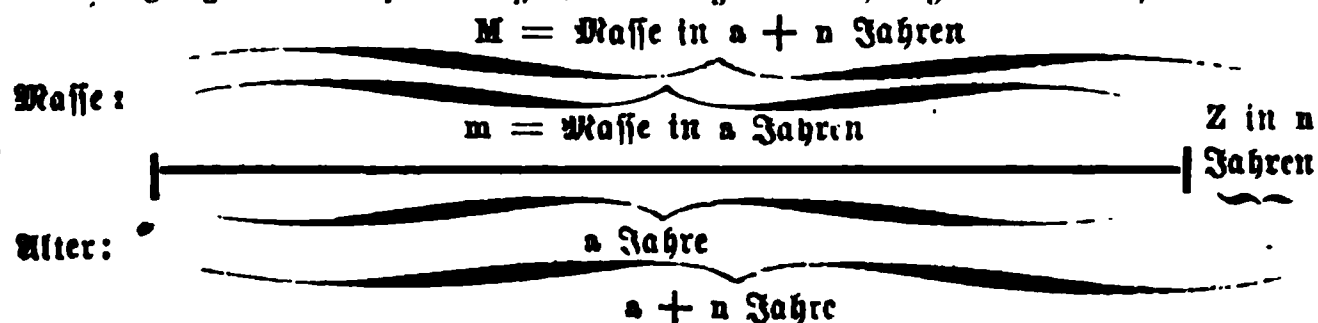 M = Masse in a + n Jahren
Masse:
m = Masse in a Jahren
Z in n
Jahren
Alter:
a Jahre
a + n Jahre